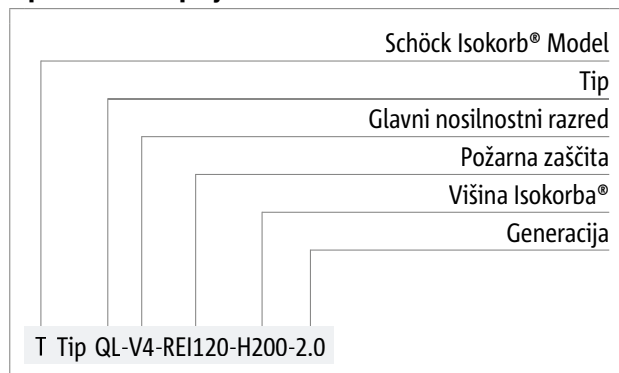 Schöck Isokorb® Model
Tip
Glavni nosilnostni razred
Požarna zaščita
Višina Isokorba®
Generacija
T Tip QL-V4-REI120-H200-2.0